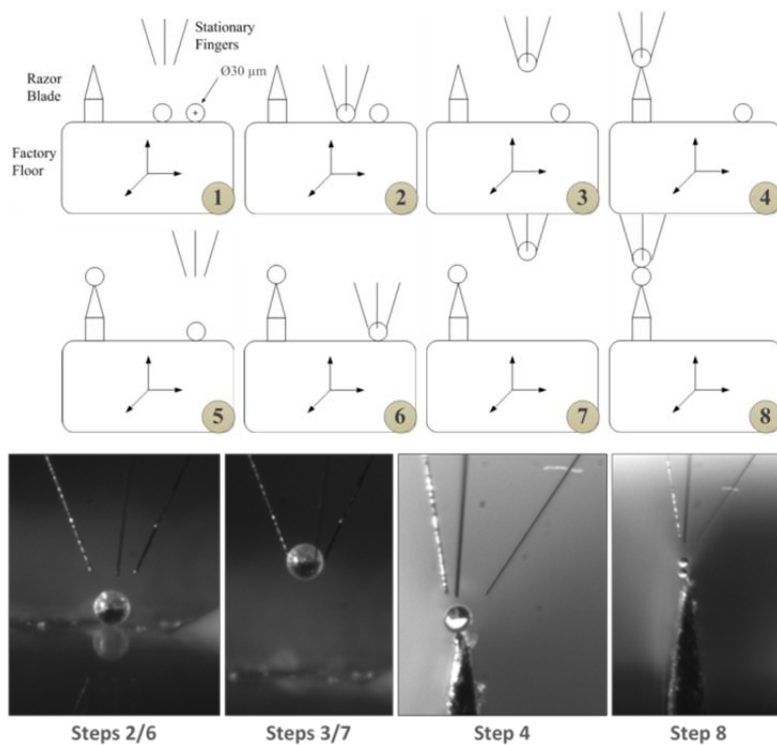 Stationary
Fingers
Ø30 µm
Razor
Blade
Factory
Floor
1
2
3
4
5
6
7
8
Steps 2/6
Steps 3/7
Step 4
Step 8